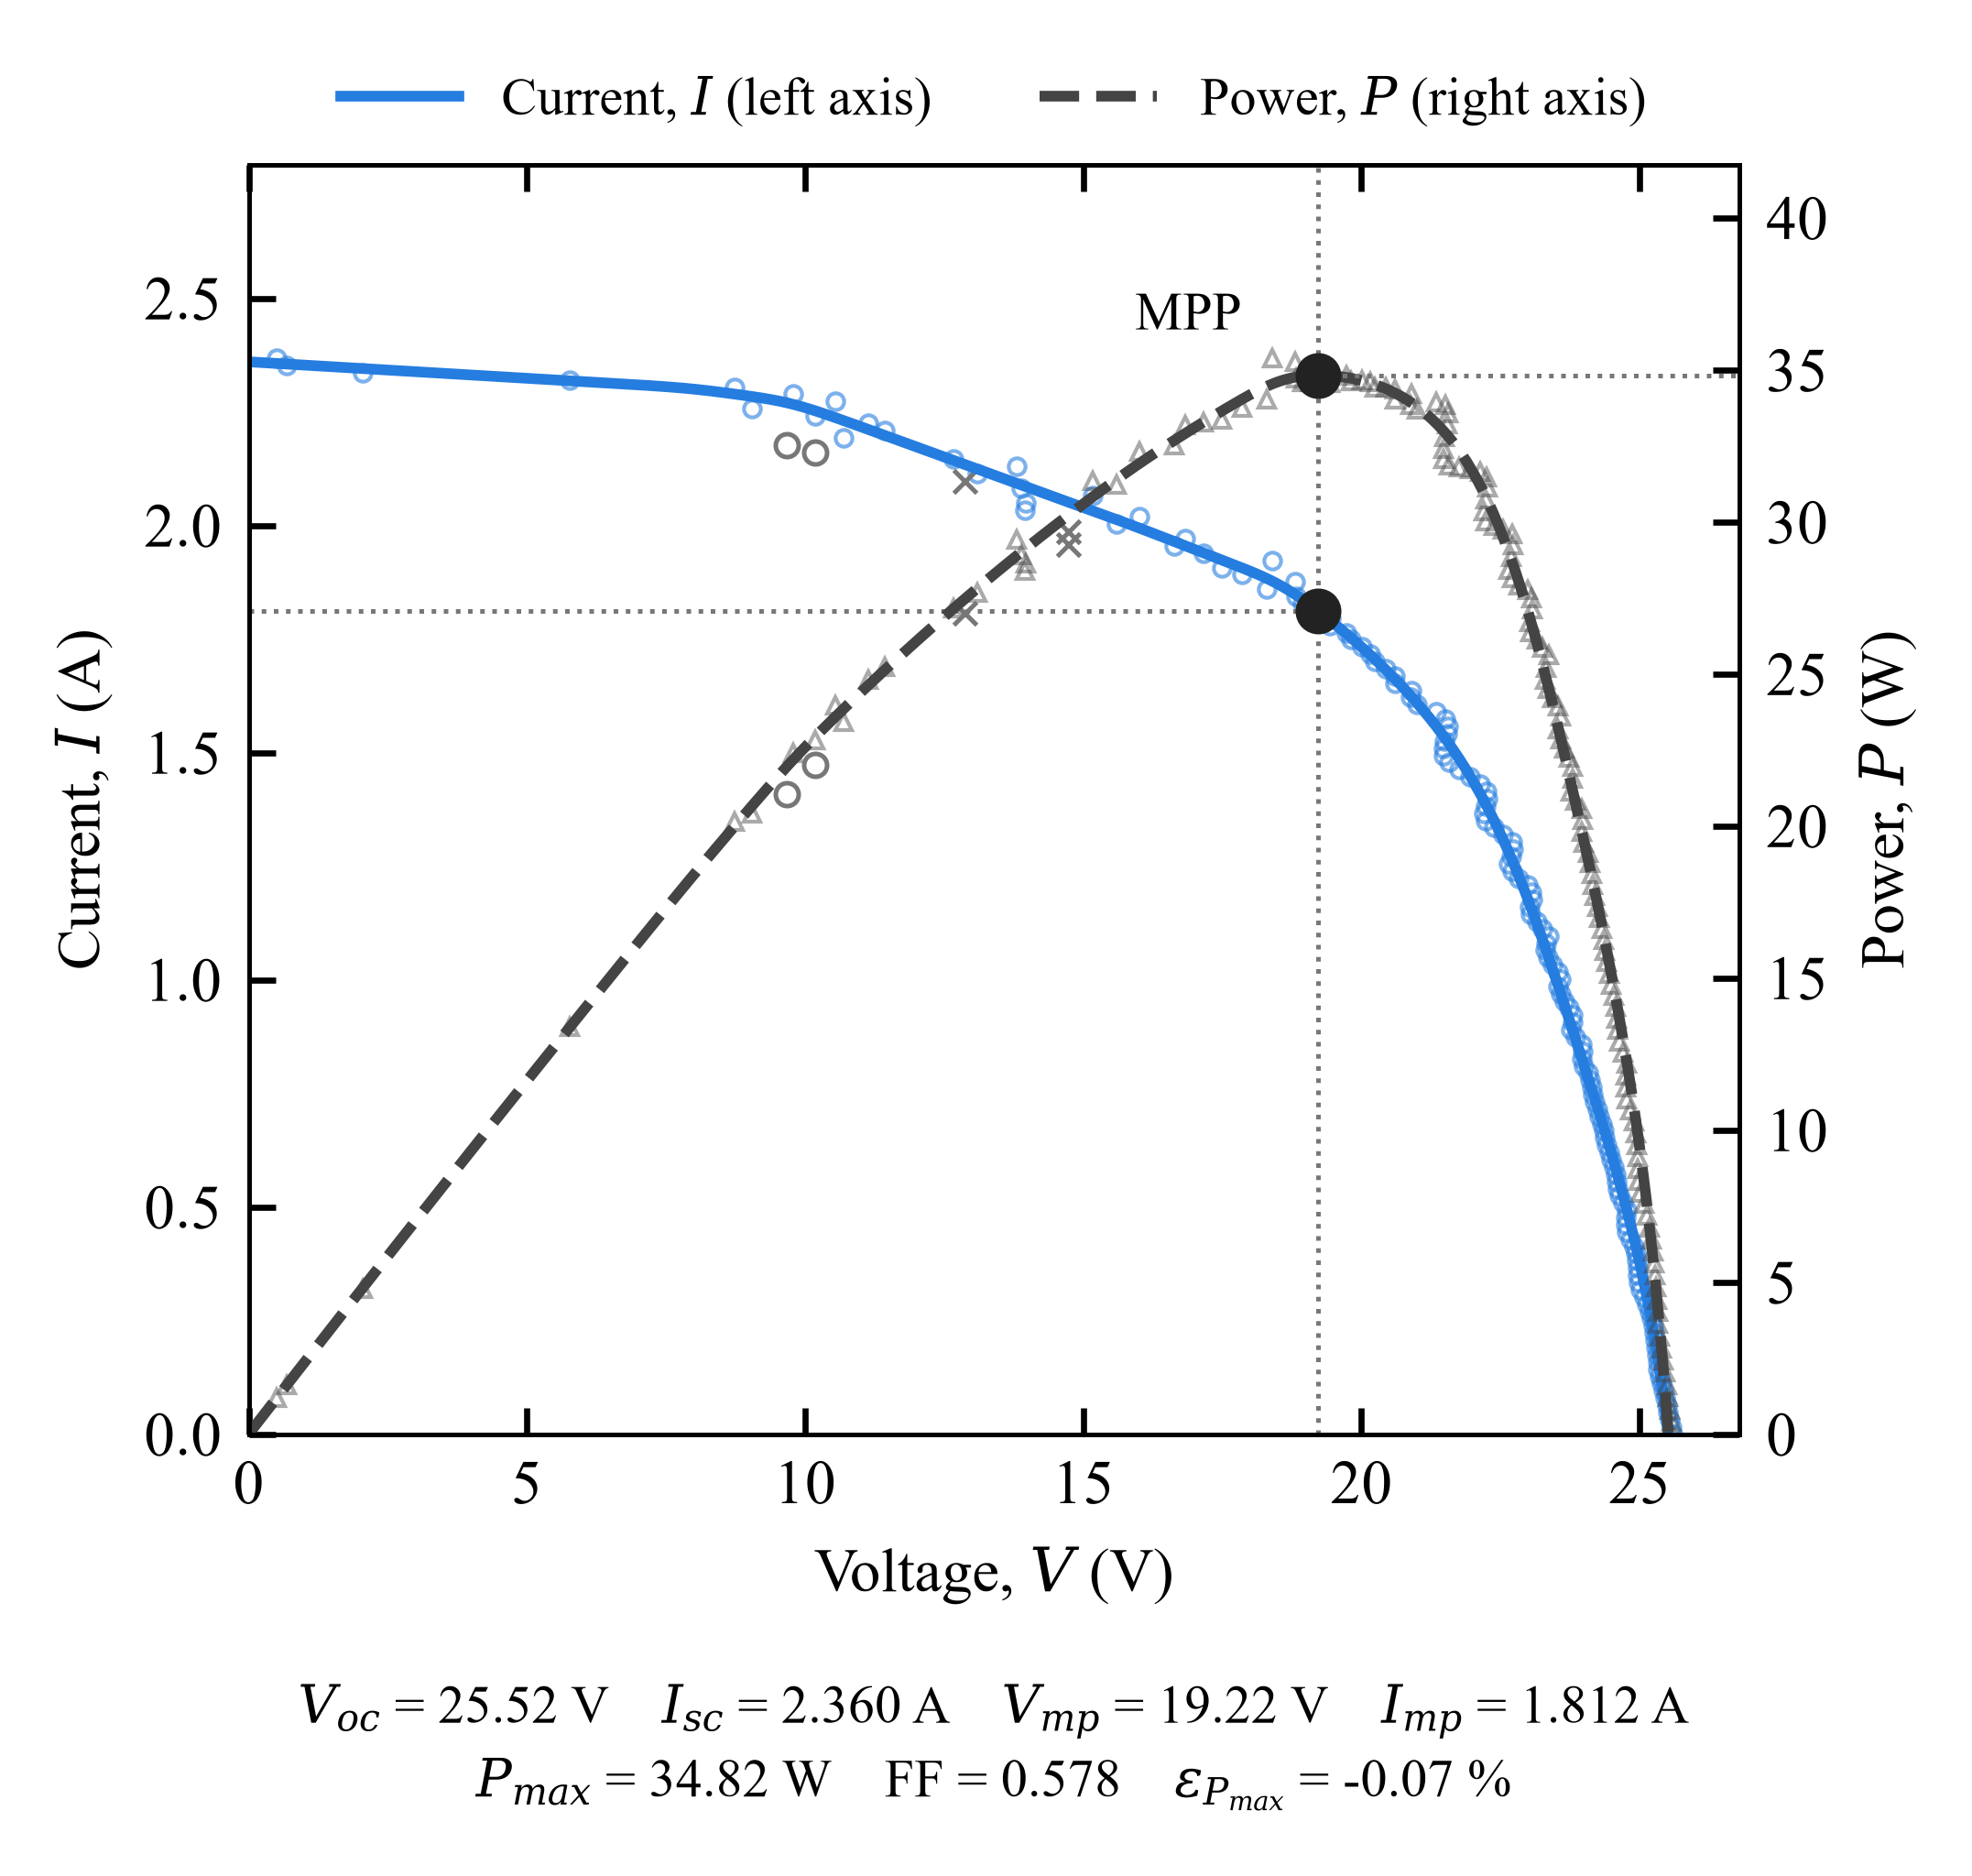 Current, I (left axis) Power, P (right axis)
MPP
2.5
2.0
1.5
1.0
0.5
0.0
Current, I (A)
40
35
30
25
20
15
10
5
0
Power, P (W)
0 5 10 15 20 25
Voltage, V (V)
V_oc = 25.52 V I_sc = 2.360 A V_mp = 19.22 V I_mp = 1.812 A
P_max = 34.82 W FF = 0.578 ε_P_max = -0.07 %